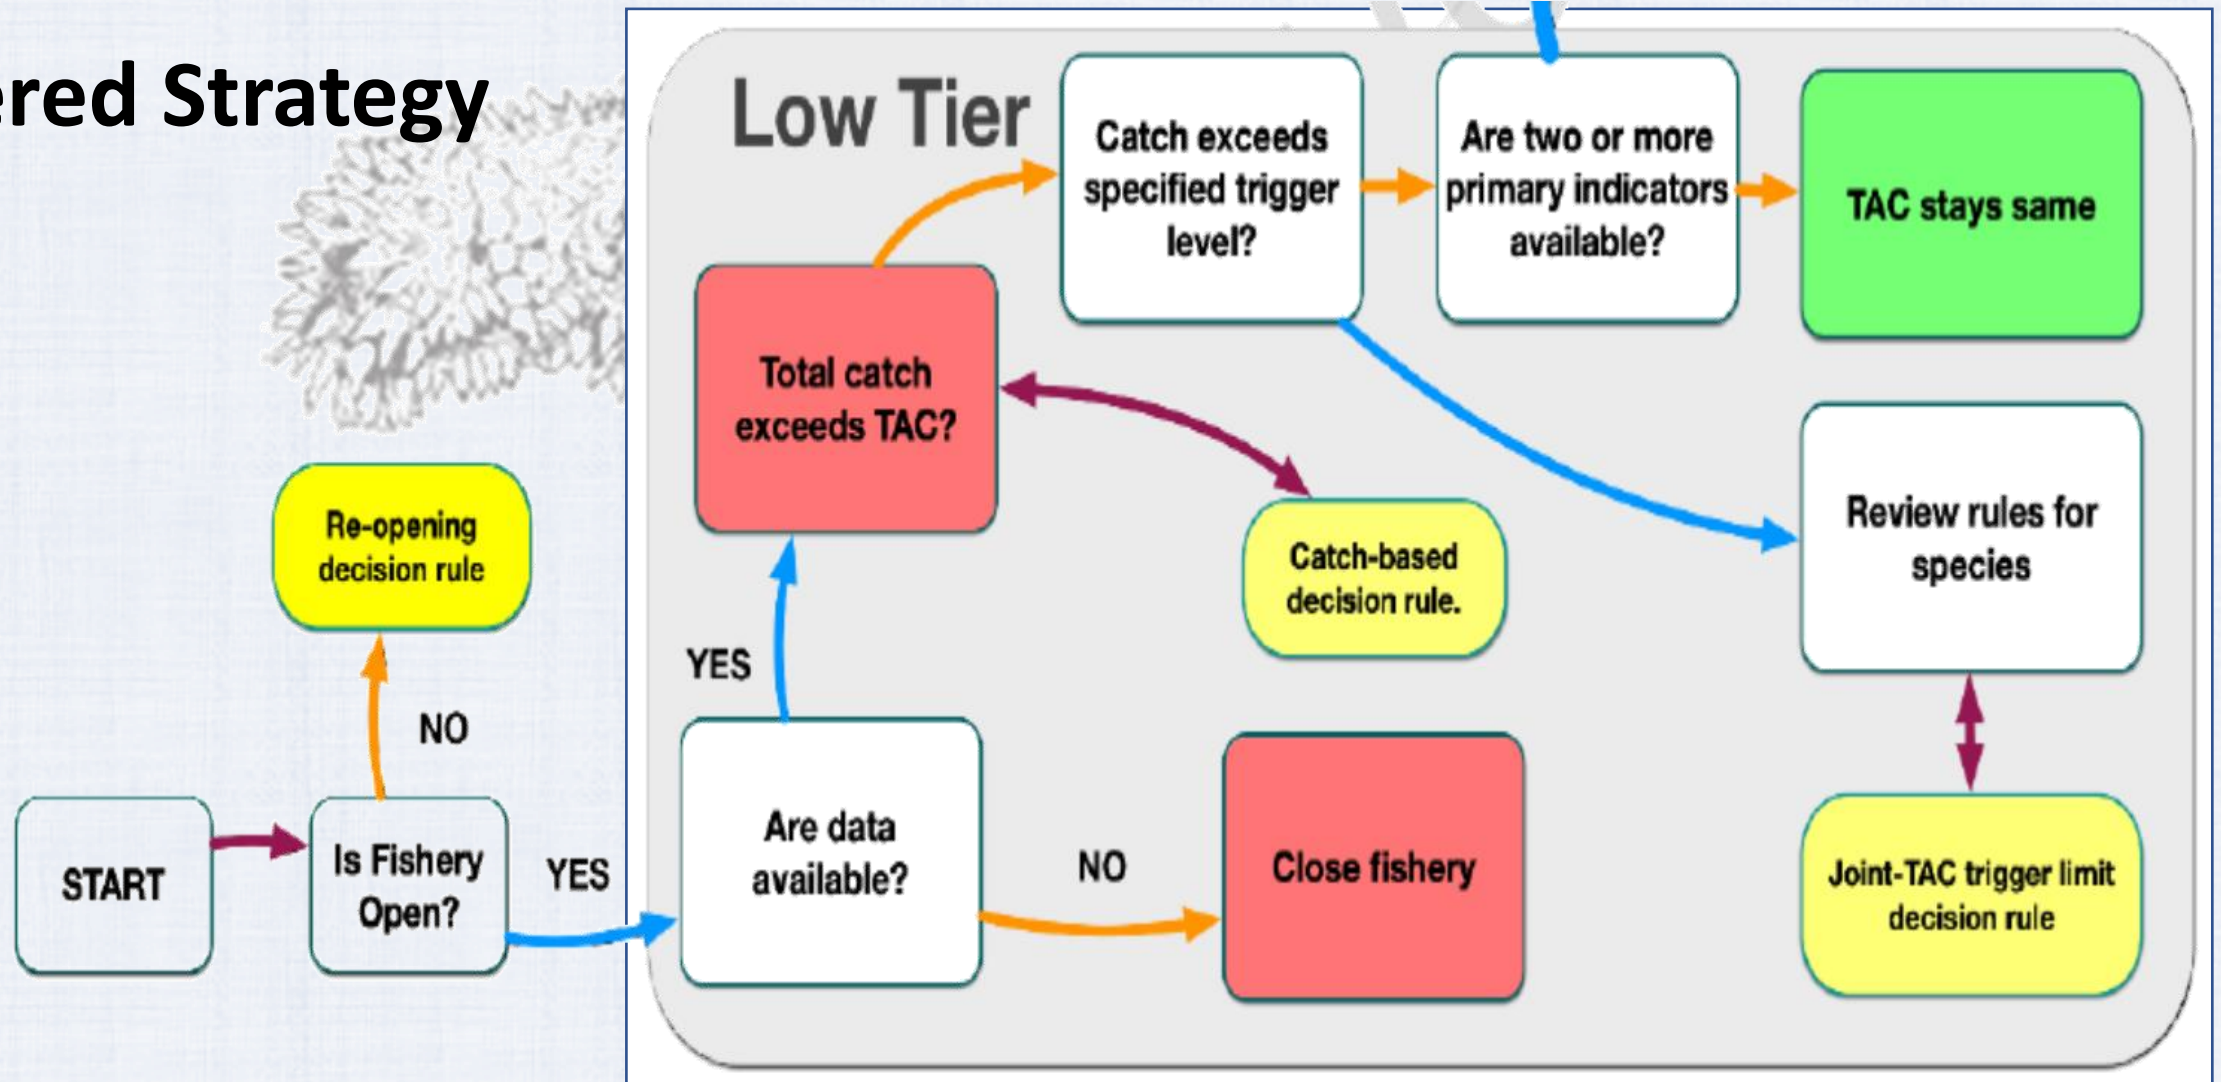 ered Strategy
Low Tier
Catch exceeds
specified trigger
level?
Are two or more
primary indicators
available?
TAC stays same
Total catch
exceeds TAC?
Review rules for
species
Re-opening
decision rule
Catch-based
decision rule.
YES
NO
START
Is Fishery
Open?
YES
Are data
available?
NO
Close fishery
Joint-TAC trigger limit
decision rule